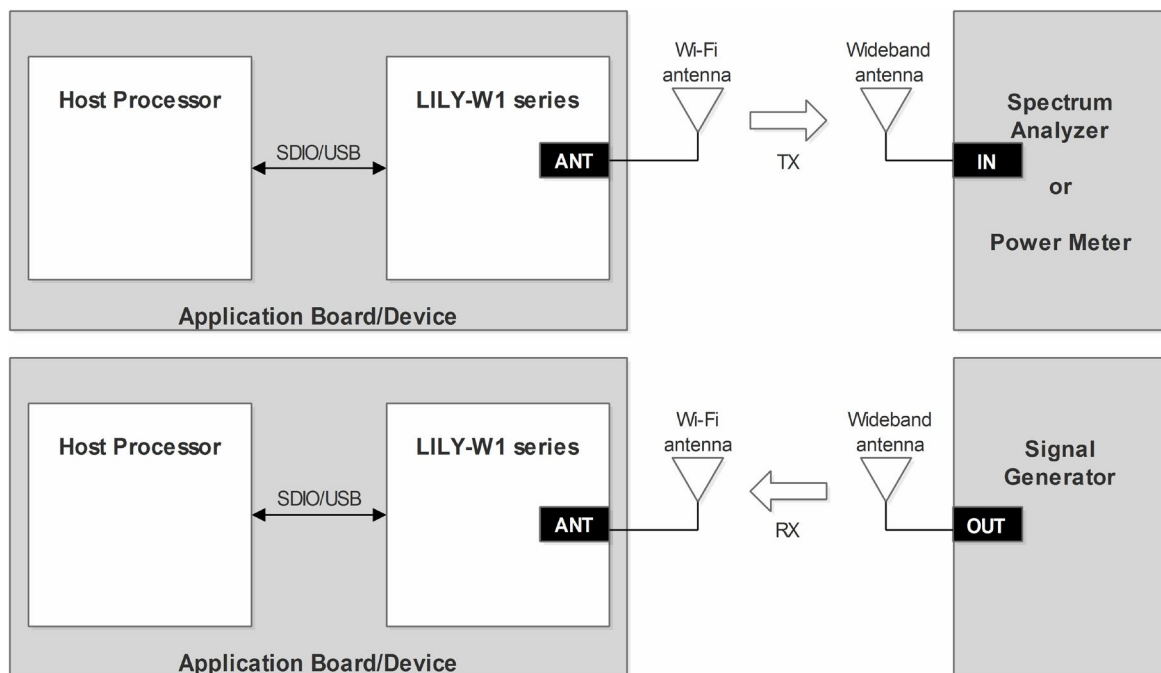 Host Processor
LILY-W1 series
SDIO/USB
ANT
Application Board/Device
Wi-Fi
antenna
TX
Wideband
antenna
IN
Spectrum
Analyzer
or
Power Meter
Host Processor
LILY-W1 series
SDIO/USB
ANT
Application Board/Device
Wi-Fi
antenna
RX
Wideband
antenna
OUT
Signal
Generator